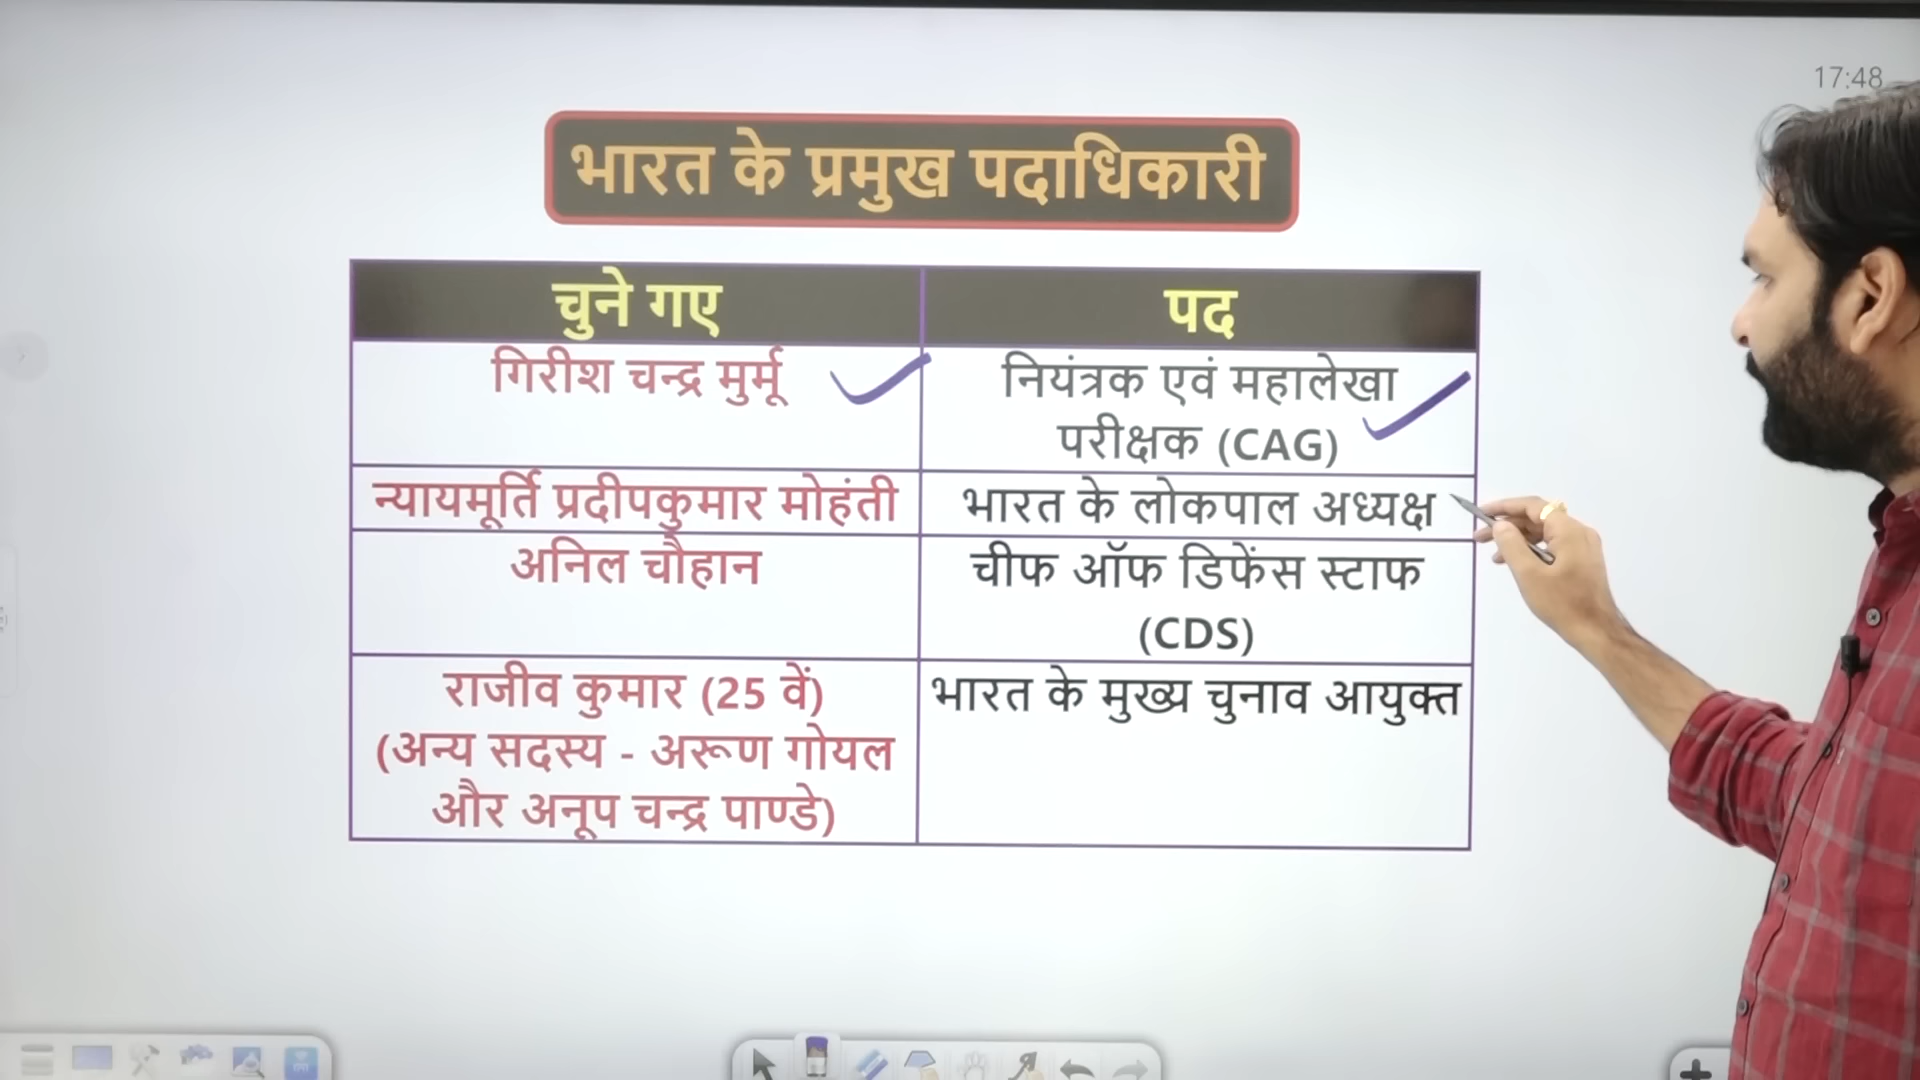 17:48
भारत के प्रमुख पदाधिकारी
चुने गए
पद
गिरीश चन्द्र मुर्मू
नियंत्रक एवं महालेखा
परीक्षक (CAG)
न्यायमूर्ति प्रदीपकुमार मोहंती
भारत के लोकपाल अध्यक्ष
अनिल चौहान
चीफ ऑफ डिफेंस स्टाफ
(CDS)
राजीव कुमार (25 वें)
(अन्य सदस्य - अरूण गोयल
और अनूप चन्द्र पाण्डे)
भारत के मुख्य चुनाव आयुक्त